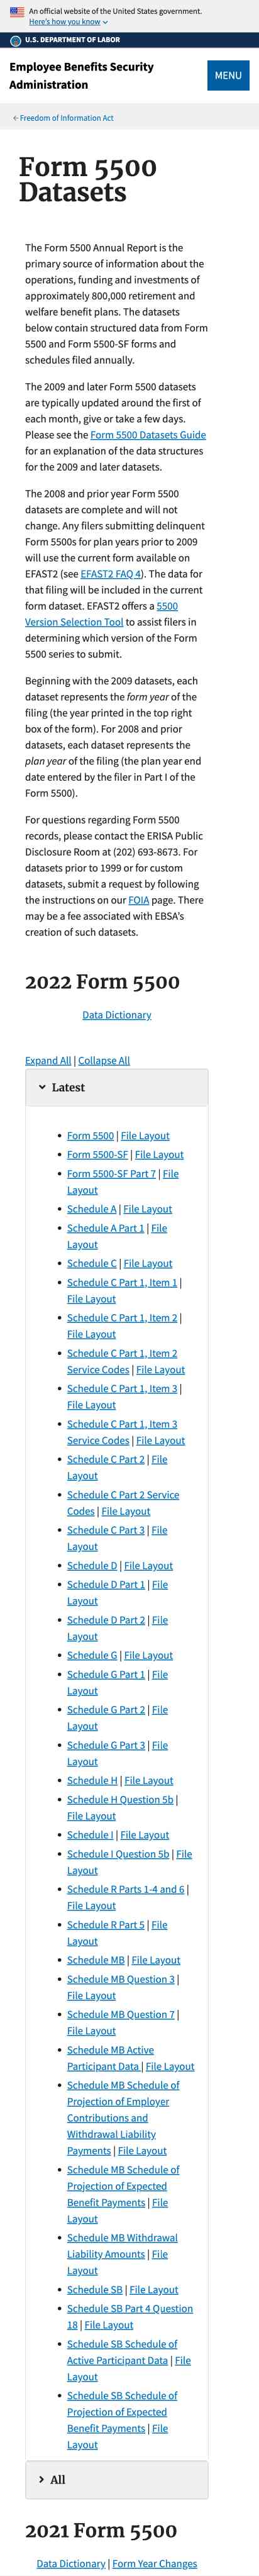 An official website of the United States government.
Here's how you know
U.S. DEPARTMENT OF LABOR
Employee Benefits Security
Administration
MENU
Freedom of Information Act
Form 5500
Datasets
The Form 5500 Annual Report is the
primary source of information about the
operations, funding and investments of
approximately 800,000 retirement and
welfare benefit plans. The datasets
below contain structured data from Form
5500 and Form 5500-SF forms and
schedules filed annually.
The 2009 and later Form 5500 datasets
are typically updated around the first of
each month, give or take a few days.
Please see the Form 5500 Datasets Guide
for an explanation of the data structures
for the 2009 and later datasets.
The 2008 and prior year Form 5500
datasets are complete and will not
change. Any filers submitting delinquent
Form 5500s for plan years prior to 2009
will use the current form available on
EFAST2 (see EFAST2 FAQ 4). The data for
that filing will be included in the current
form dataset. EFAST2 offers a 5500
Version Selection Tool to assist filers in
determining which version of the Form
5500 series to submit.
Beginning with the 2009 datasets, each
dataset represents the form year of the
filing (the year printed in the top right
box of the form). For 2008 and prior
datasets, each dataset represents the
plan year of the filing (the plan year end
date entered by the filer in Part I of the
Form 5500).
For questions regarding Form 5500
records, please contact the ERISA Public
Disclosure Room at (202) 693-8673. For
datasets prior to 1999 or for custom
datasets, submit a request by following
the instructions on our FOIA page. There
may be a fee associated with EBSA's
creation of such datasets.
2022 Form 5500
Data Dictionary
Expand All | Collapse All
Latest
Form 5500 | File Layout
Form 5500-SF | File Layout
Form 5500-SF Part 7 | File
Layout
Schedule A | File Layout
Schedule A Part 1 | File
Layout
Schedule C | File Layout
Schedule C Part 1, Item 1 |
File Layout
Schedule C Part 1, Item 2 |
File Layout
Schedule C Part 1, Item 2
Service Codes | File Layout
Schedule C Part 1, Item 3 |
File Layout
Schedule C Part 1, Item 3
Service Codes | File Layout
Schedule C Part 2 | File
Layout
Schedule C Part 2 Service
Codes | File Layout
Schedule C Part 3 | File
Layout
Schedule D | File Layout
Schedule D Part 1 | File
Layout
Schedule D Part 2 | File
Layout
Schedule G | File Layout
Schedule G Part 1 | File
Layout
Schedule G Part 2 | File
Layout
Schedule G Part 3 | File
Layout
Schedule H | File Layout
Schedule H Question 5b |
File Layout
Schedule I | File Layout
Schedule I Question 5b | File
Layout
Schedule R Parts 1-4 and 6 |
File Layout
Schedule R Part 5 | File
Layout
Schedule MB | File Layout
Schedule MB Question 3 |
File Layout
Schedule MB Question 7 |
File Layout
Schedule MB Active
Participant Data | File Layout
Schedule MB Schedule of
Projection of Employer
Contributions and
Withdrawal Liability
Payments | File Layout
Schedule MB Schedule of
Projection of Expected
Benefit Payments | File
Layout
Schedule MB Withdrawal
Liability Amounts | File
Layout
Schedule SB | File Layout
Schedule SB Part 4 Question
18 | File Layout
Schedule SB Schedule of
Active Participant Data | File
Layout
Schedule SB Schedule of
Projection of Expected
Benefit Payments | File
Layout
All
2021 Form 5500
Data Dictionary | Form Year Changes